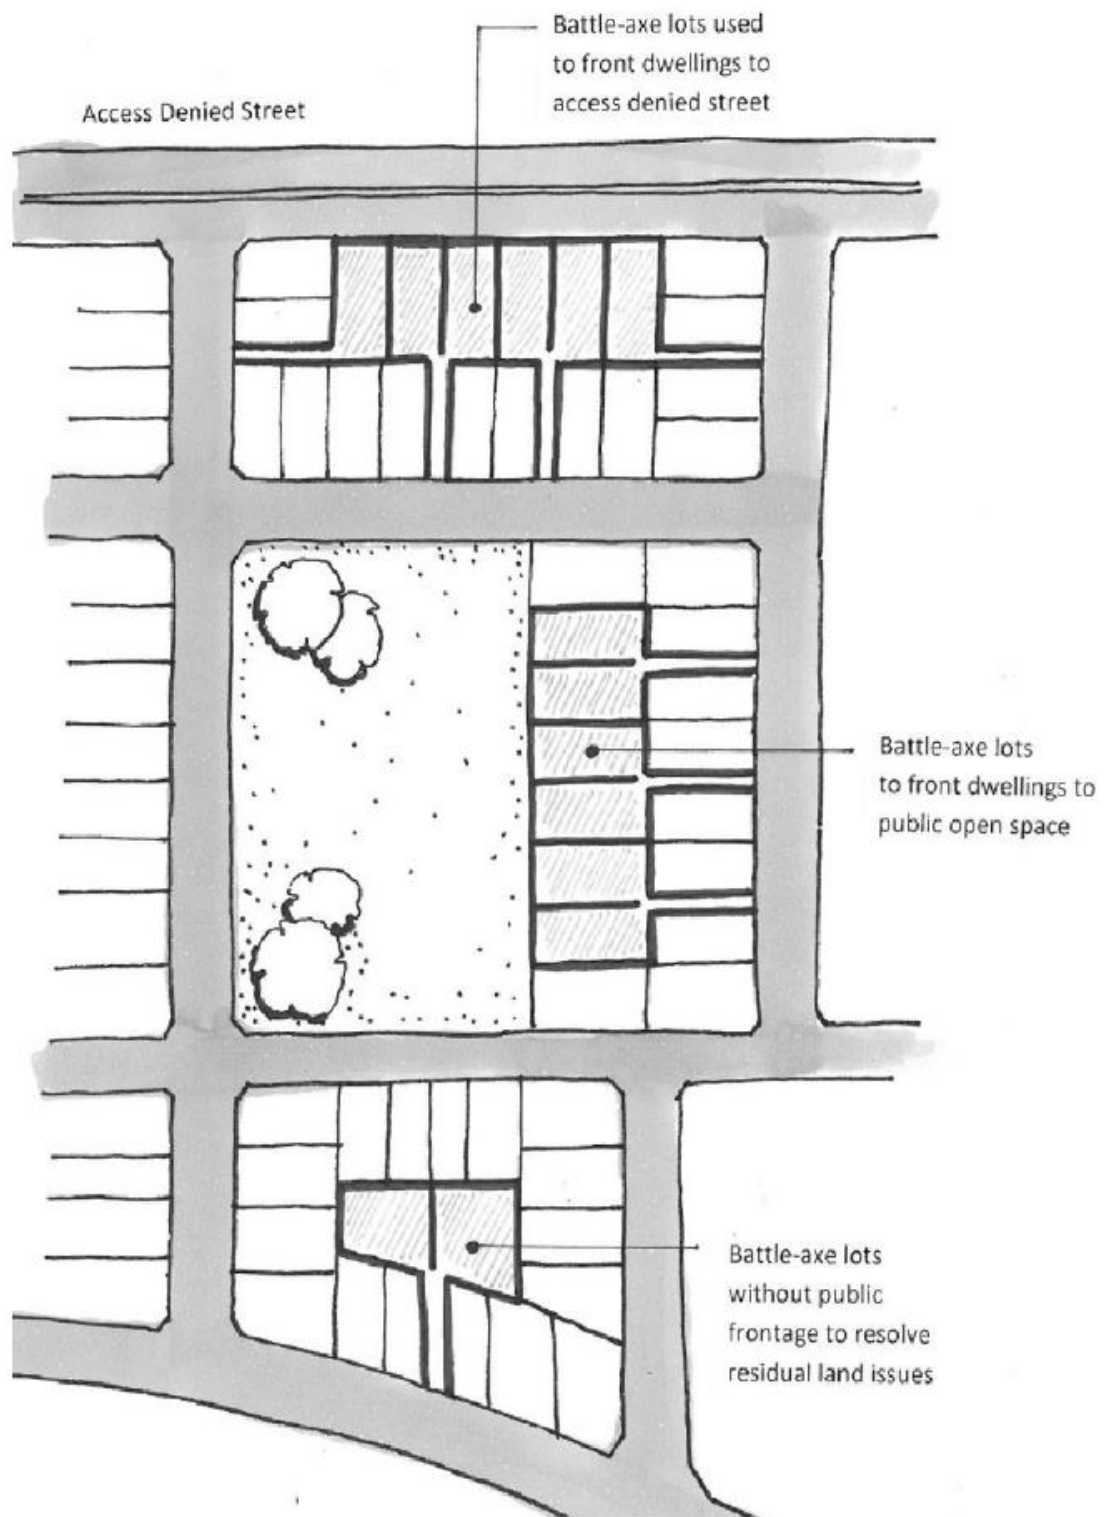 Battle-axe lots used
to front dwellings to
access denied street
Access Denied Street
Battle-axe lots
to front dwellings to
public open space
Battle-axe lots
without public
frontage to resolve
residual land issues